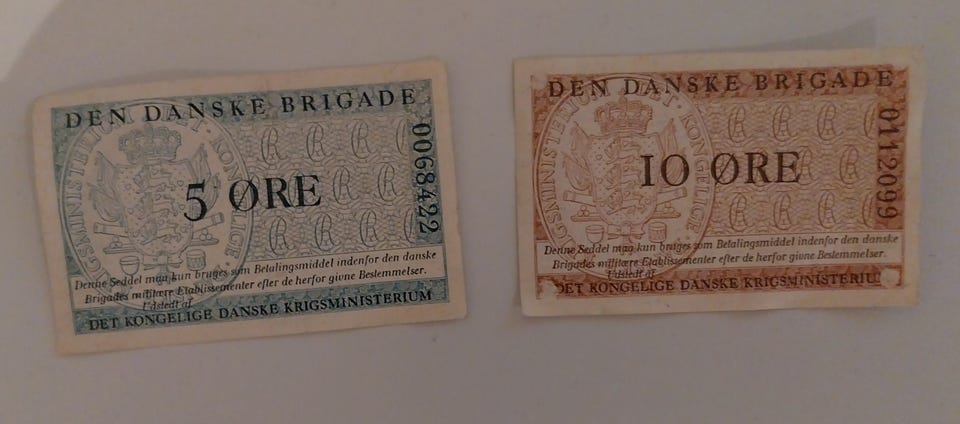 DEN DANSKE BRIGADE
0068422
5 ØRE
Denne Seddel maa kun bruges som Betalingsmiddel indenfor den danske
Brigades militære Etablissementer efter de herfor givne Bestemmelser.
Udstedt af
DET KONGELIGE DANSKE KRIGSMINISTERIUM
DEN DANSKE BRIGADE
0112099
10 ØRE
Denne Seddel maa kun bruges som Betalingsmiddel indenfor den danske
Brigades militære Etablissementer efter de herfor givne Bestemmelser.
Udstedt af
DET KONGELIGE DANSKE KRIGSMINISTERIUM